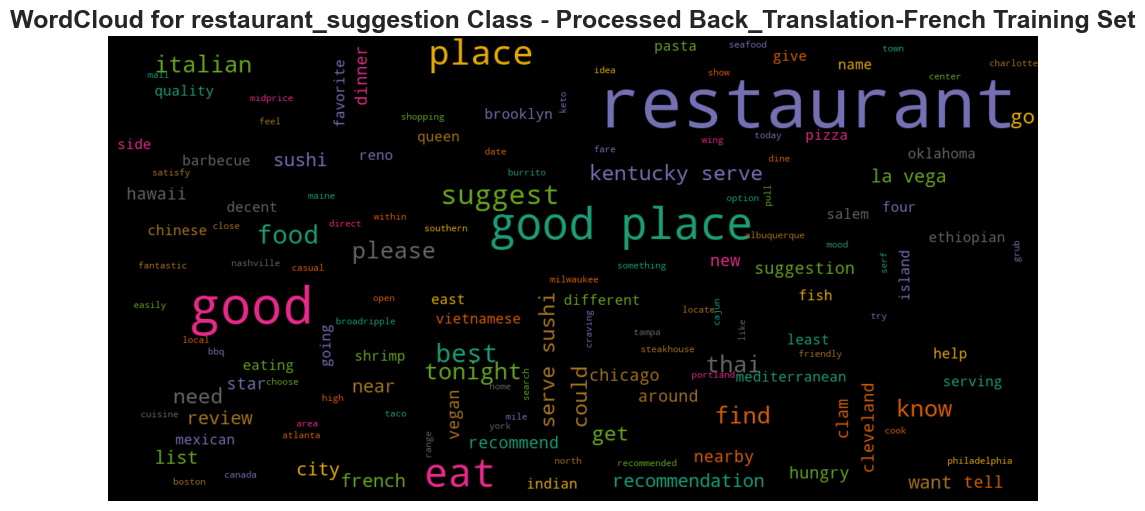 WordCloud for restaurant_suggestion Class - Processed Back_Translation-French Training Set
place
pasta
seafood
give
idea
show
name
town
center
charlotte
italian
mall
quality
midprice
feel
favorite
dinner
shopping
queen
brooklyn
keto
restaurant
go
side
barbecue
satisfy
sushi
reno
date
fare
wing
today
pizza
dine
oklahoma
burrito
kentucky serve
la vega
hawaii
decent
maine
suggest
option
pull
four
salem
chinese
close
food
direct
within
southern
good place
albuquerque
mood
ethiopian
grub
fantastic
nashville
casual
please
something
new
suggestion
serf
island
milwaukee
good
easily
open
east
different
fish
locate
cajun
try
local
bbq
going
broadripple
vietnamese
serve sushi
craving
tampa
like
least
help
eating
shrimp
best
steakhouse
friendly
star
choose
near
tonight
home
search
could
chicago
thai
portland
mediterranean
serving
need
review
high
taco
vegan
mile
around
find
clam
cleveland
know
cuisine
area
atlanta
york
range
recommend
get
cook
mexican
list
canada
boston
city
french
eat
north
indian
recommended
recommendation
nearby
hungry
philadelphia
want
tell